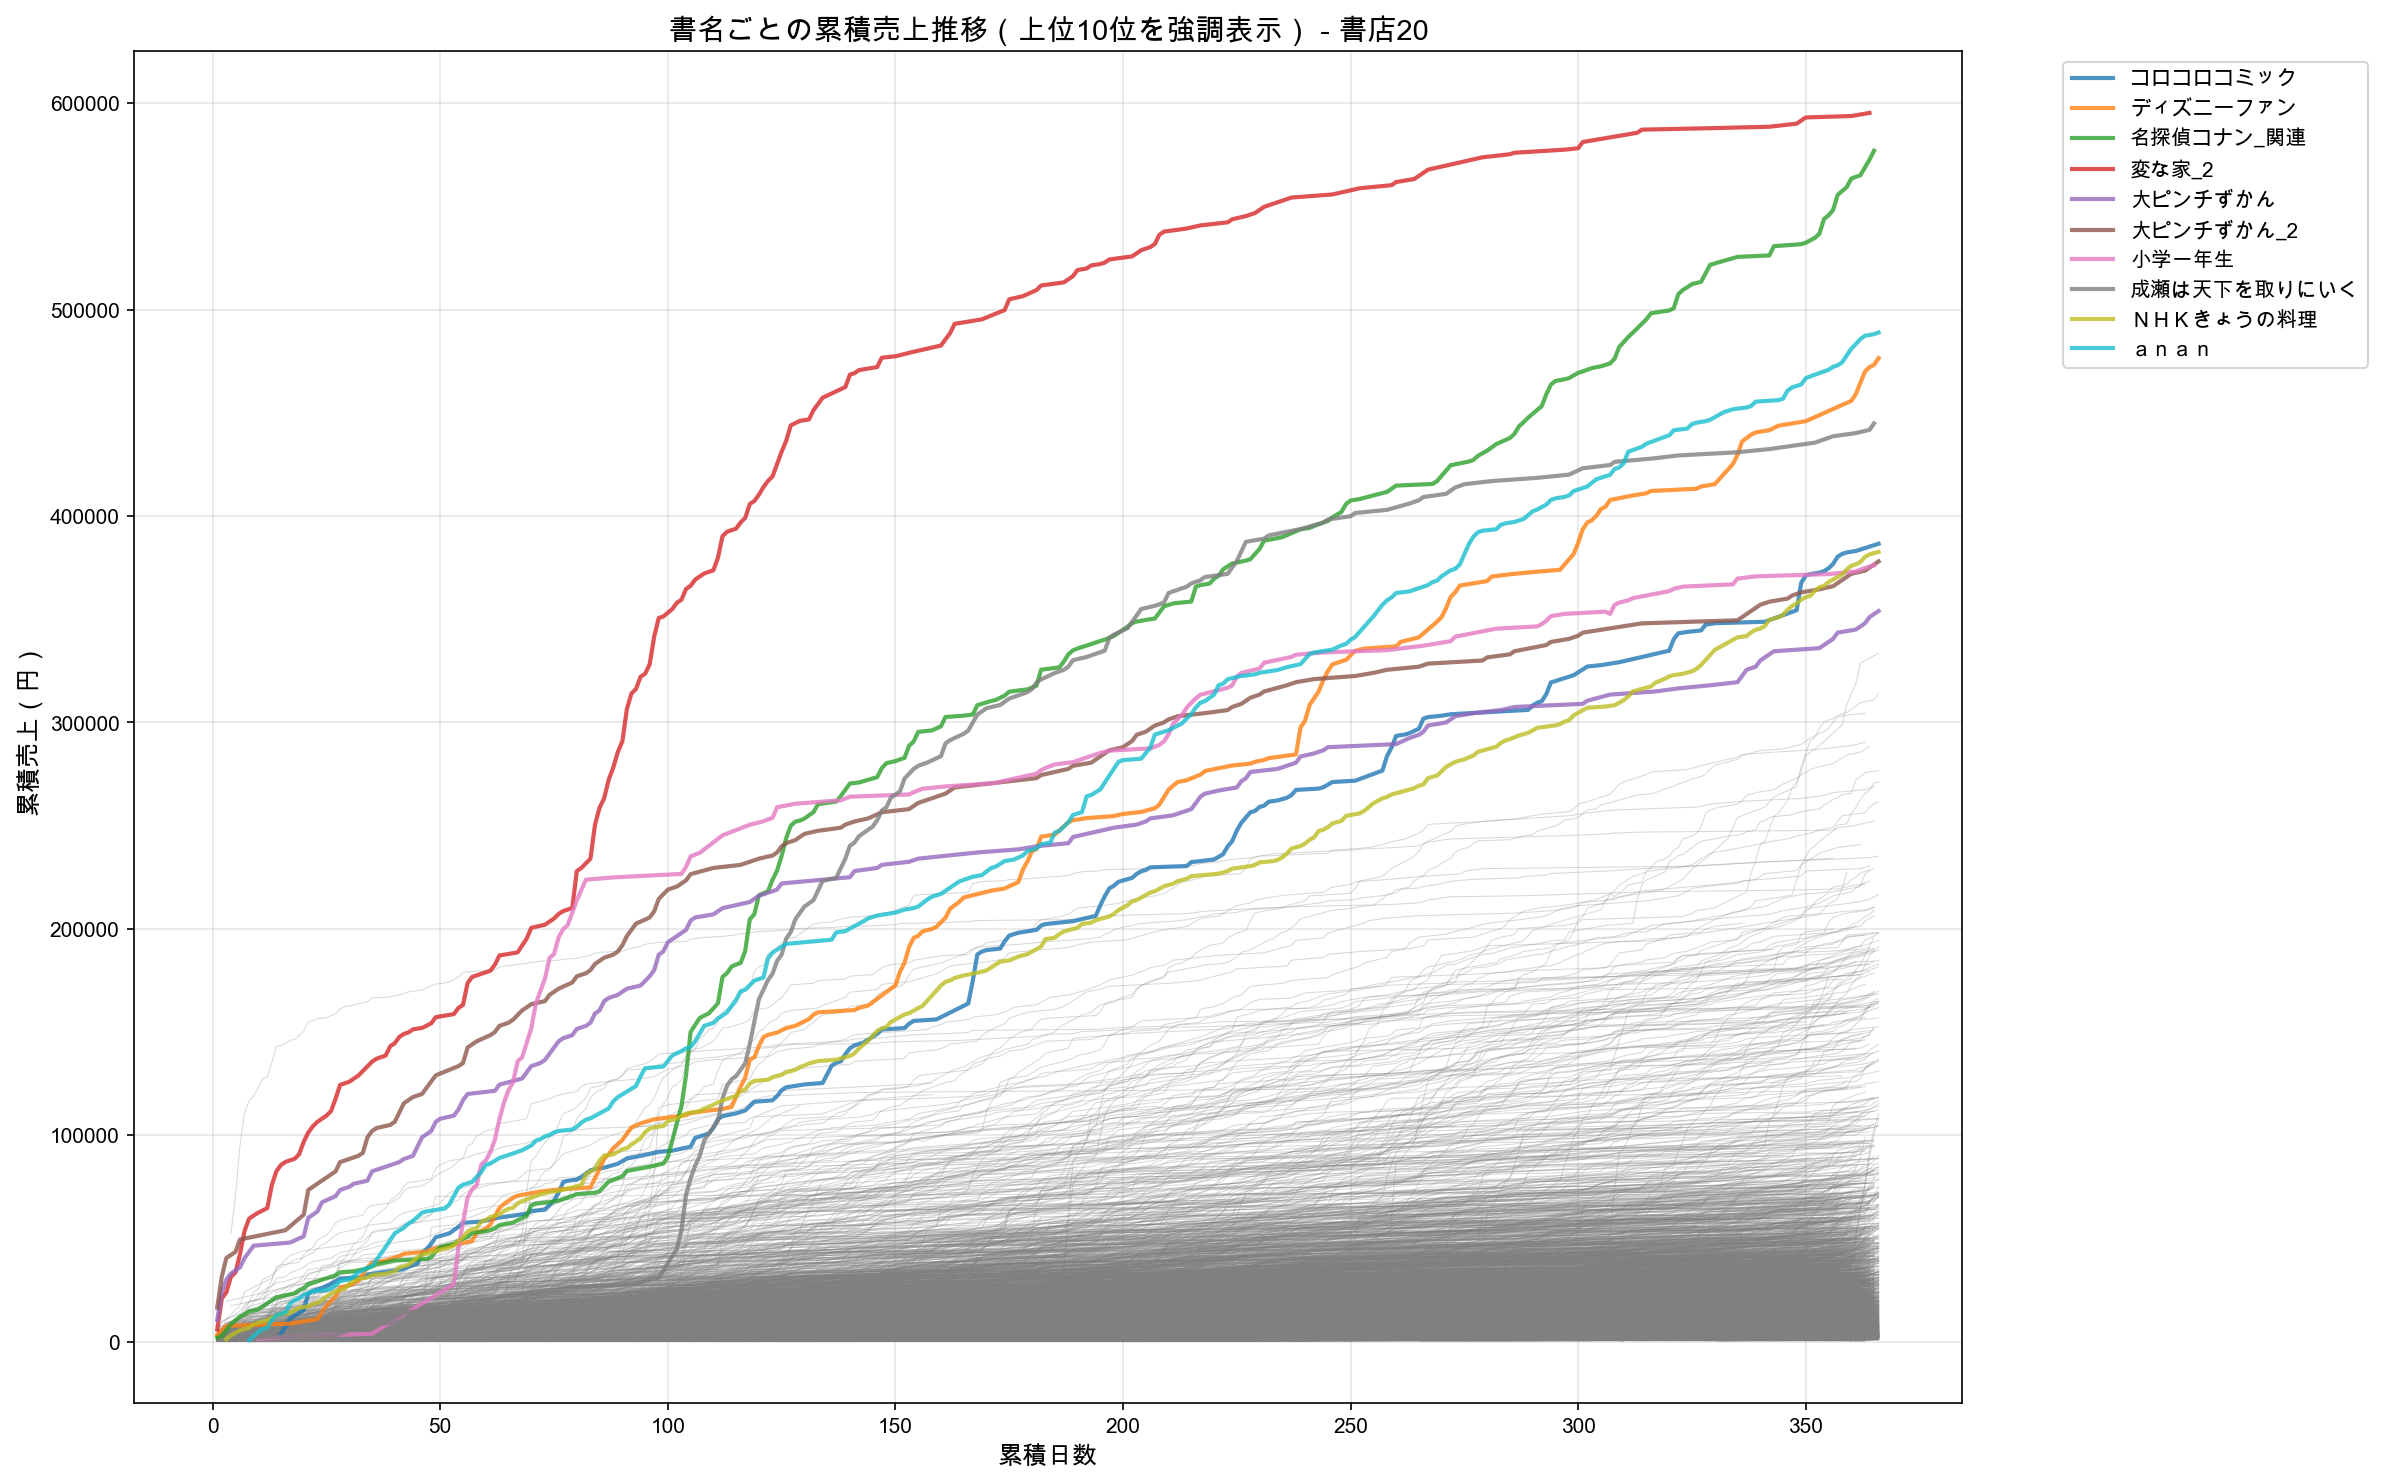 書名ごとの累積売上推移（上位10位を強調表示） - 書店20
コロコロコミック
ディズニーファン
名探偵コナン_関連
変な家_2
大ピンチずかん
大ピンチずかん_2
小学一年生
成瀬は天下を取りにいく
ＮＨＫきょうの料理
ａｎａｎ
累積売上（円）
600000
500000
400000
300000
200000
100000
0
0 50 100 150 200 250 300 350
累積日数